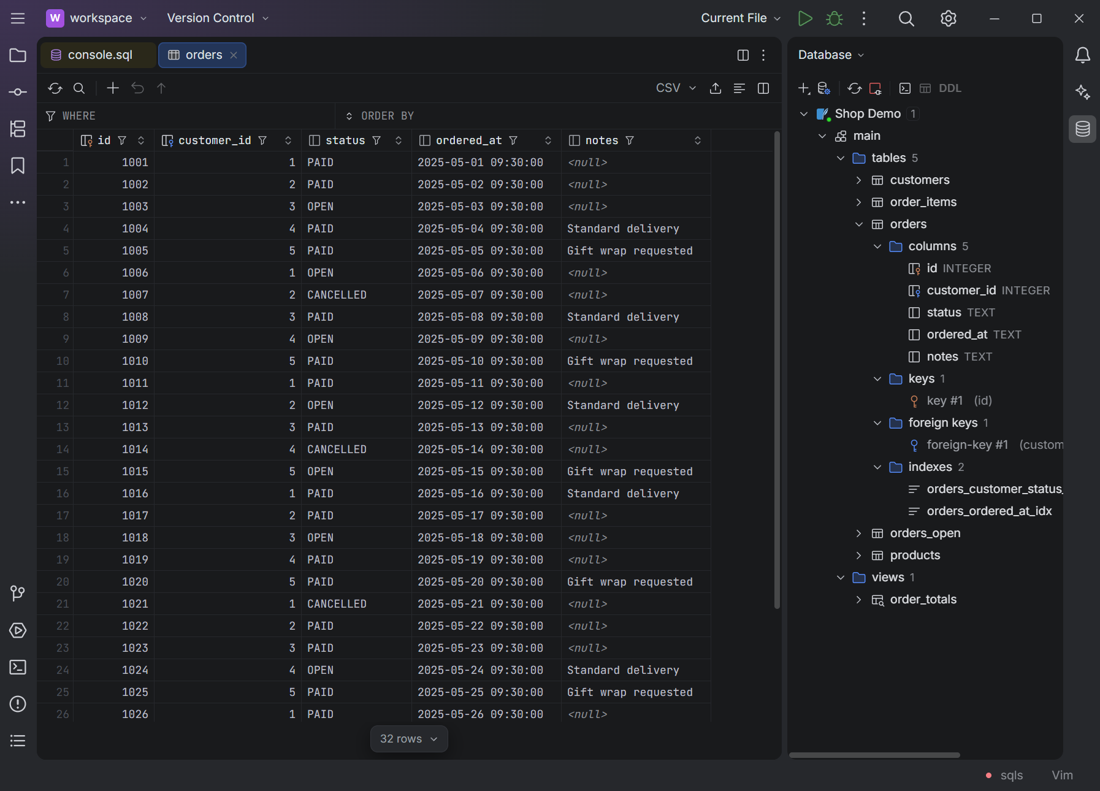 W workspace Version Control Current File
console.sql orders
Database
CSV
DDL
WHERE ORDER BY
id customer_id status ordered_at notes
1 1001 1 PAID 2025-05-01 09:30:00 <null>
2 1002 2 PAID 2025-05-02 09:30:00 <null>
3 1003 3 OPEN 2025-05-03 09:30:00 <null>
4 1004 4 PAID 2025-05-04 09:30:00 Standard delivery
5 1005 5 PAID 2025-05-05 09:30:00 Gift wrap requested
6 1006 1 OPEN 2025-05-06 09:30:00 <null>
7 1007 2 CANCELLED 2025-05-07 09:30:00 <null>
8 1008 3 PAID 2025-05-08 09:30:00 Standard delivery
9 1009 4 OPEN 2025-05-09 09:30:00 <null>
10 1010 5 PAID 2025-05-10 09:30:00 Gift wrap requested
11 1011 1 PAID 2025-05-11 09:30:00 <null>
12 1012 2 OPEN 2025-05-12 09:30:00 Standard delivery
13 1013 3 PAID 2025-05-13 09:30:00 <null>
14 1014 4 CANCELLED 2025-05-14 09:30:00 <null>
15 1015 5 OPEN 2025-05-15 09:30:00 Gift wrap requested
16 1016 1 PAID 2025-05-16 09:30:00 Standard delivery
17 1017 2 PAID 2025-05-17 09:30:00 <null>
18 1018 3 OPEN 2025-05-18 09:30:00 <null>
19 1019 4 PAID 2025-05-19 09:30:00 <null>
20 1020 5 PAID 2025-05-20 09:30:00 Gift wrap requested
21 1021 1 CANCELLED 2025-05-21 09:30:00 <null>
22 1022 2 PAID 2025-05-22 09:30:00 <null>
23 1023 3 PAID 2025-05-23 09:30:00 <null>
24 1024 4 OPEN 2025-05-24 09:30:00 Standard delivery
25 1025 5 PAID 2025-05-25 09:30:00 Gift wrap requested
26 1026 1 PAID 2025-05-26 09:30:00 <null>
32 rows
Shop Demo 1
main
tables 5
customers
order_items
orders
columns 5
id INTEGER
customer_id INTEGER
status TEXT
ordered_at TEXT
notes TEXT
keys 1
key #1 (id)
foreign keys 1
foreign-key #1 (custom
indexes 2
orders_customer_status_
orders_ordered_at_idx
orders_open
products
views 1
order_totals
sqls Vim